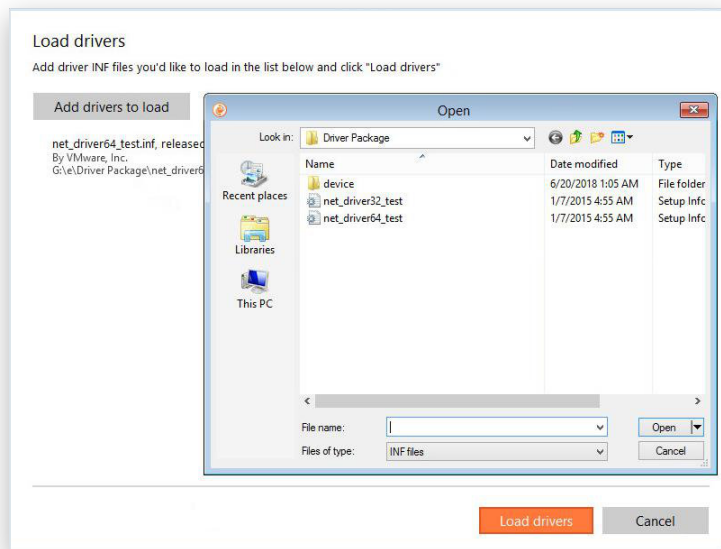 Load drivers
Add driver INF files you'd like to load in the list below and click "Load drivers"
Add drivers to load
net_driver64_test.inf, released
By VMware, Inc.
G:\e\Driver Package\net_driver6
Open
Look in: Driver Package
Recent places
Libraries
This PC
Name Date modified Type
device 6/20/2018 1:05 AM File folder
net_driver32_test 1/7/2015 4:55 AM Setup Infc
net_driver64_test 1/7/2015 4:55 AM Setup Infc
File name: Open
Files of type: INF files Cancel
Load drivers Cancel